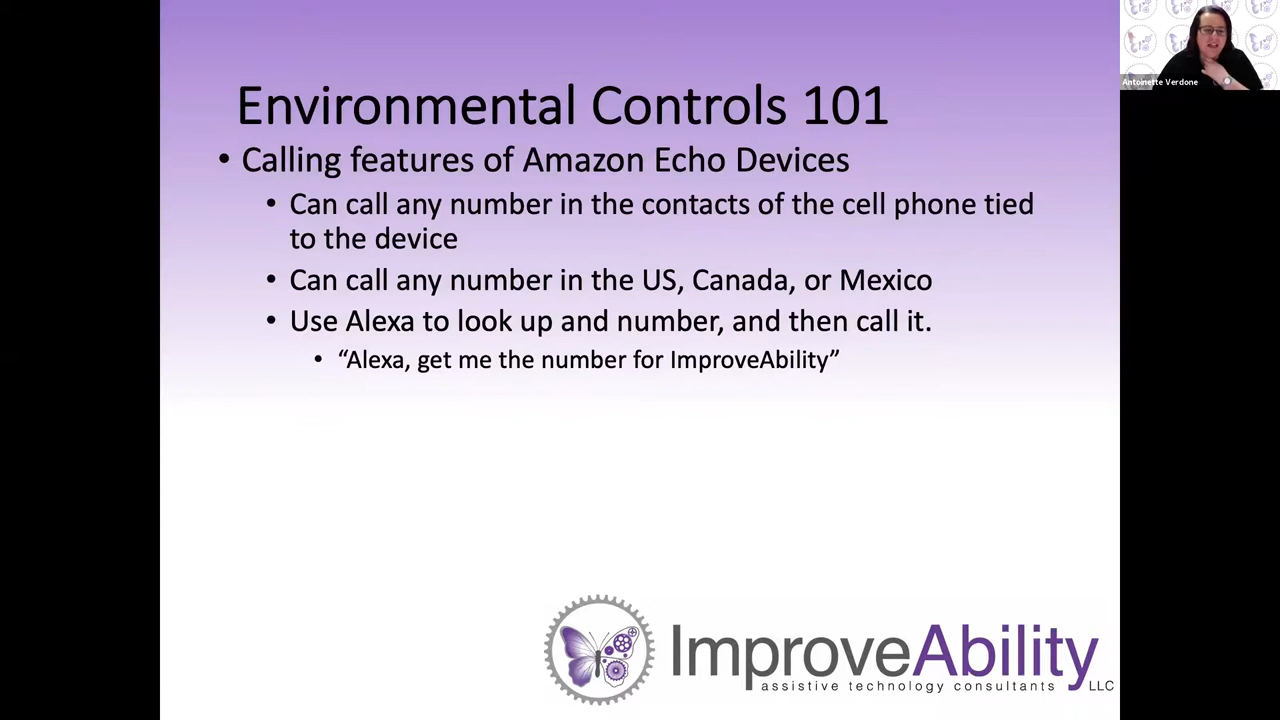 Antoinette Verdone
Environmental Controls 101
• Calling features of Amazon Echo Devices
• Can call any number in the contacts of the cell phone tied
to the device
• Can call any number in the US, Canada, or Mexico
• Use Alexa to look up and number, and then call it.
• “Alexa, get me the number for ImproveAbility”
ImproveAbility
assistive technology consultants LLC